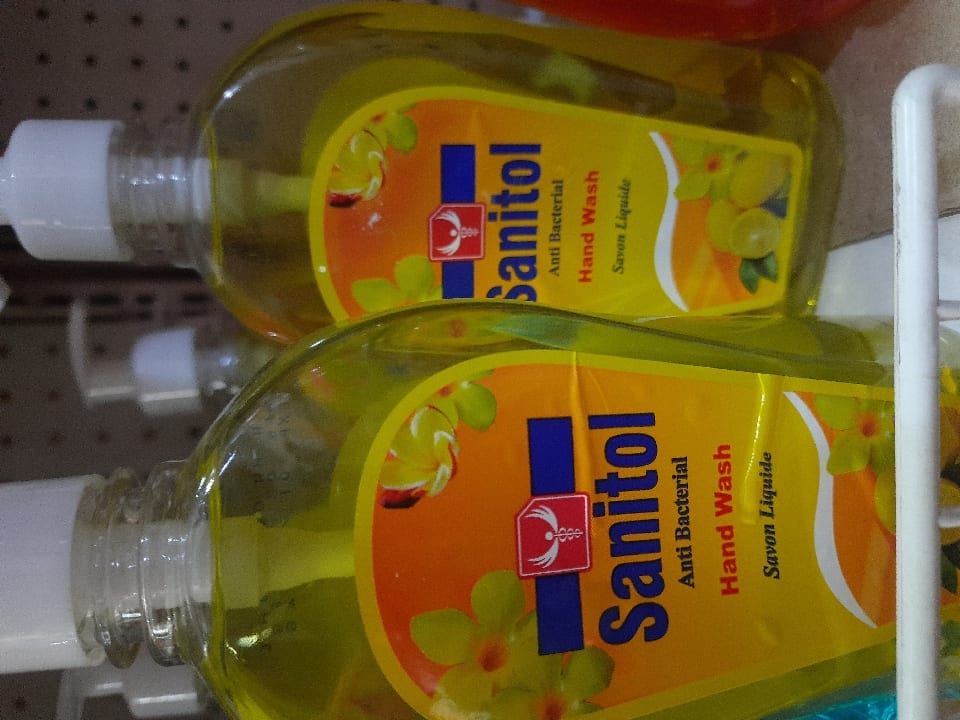 Sanitol
Anti Bacterial
Hand Wash
Savon Liquide
Sanitol
Anti Bacterial
Hand Wash
Savon Liquide